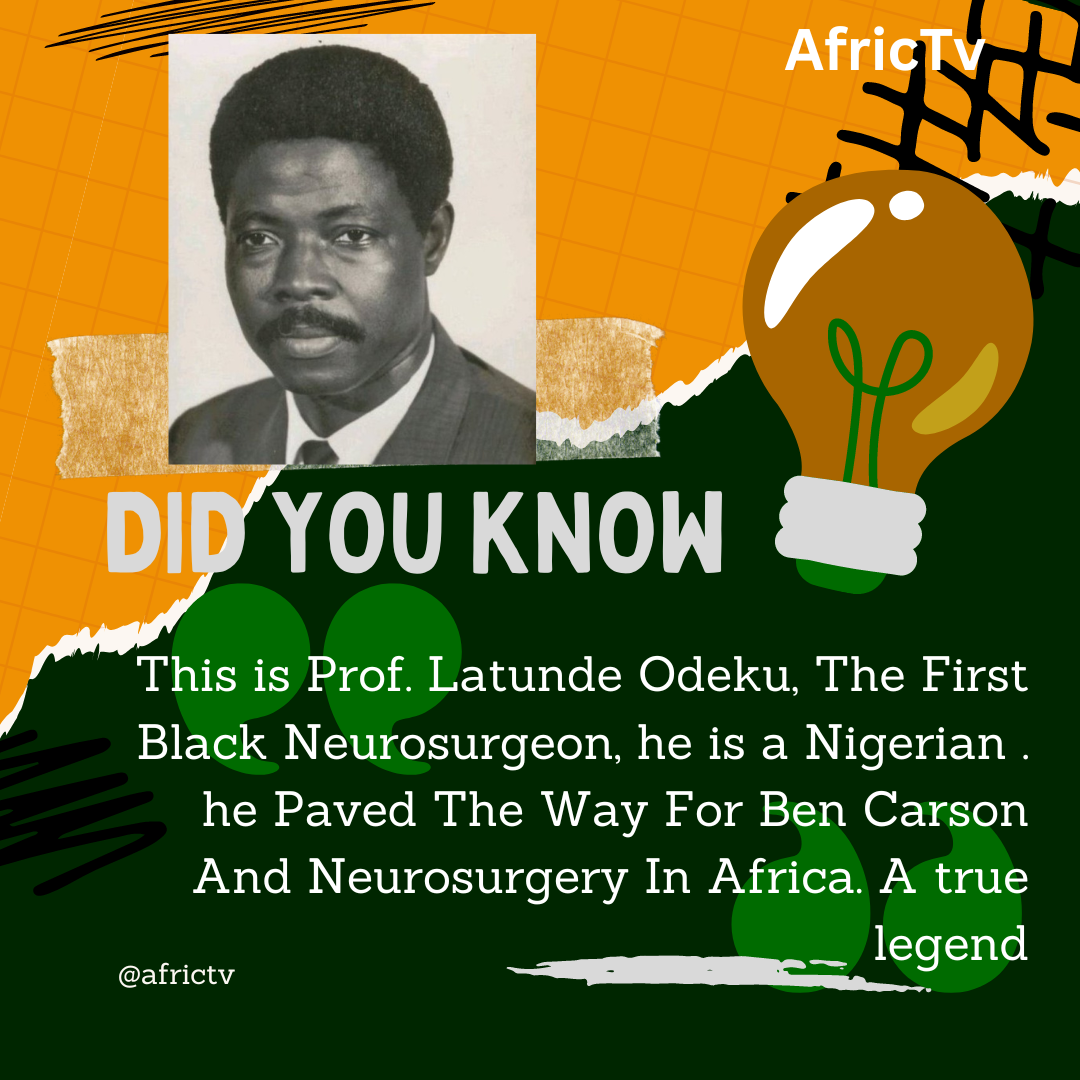 AfricTv
DID YOU KNOW
This is Prof. Latunde Odeku, The First
Black Neurosurgeon, he is a Nigerian .
he Paved The Way For Ben Carson
And Neurosurgery In Africa. A true
legend
@africtv